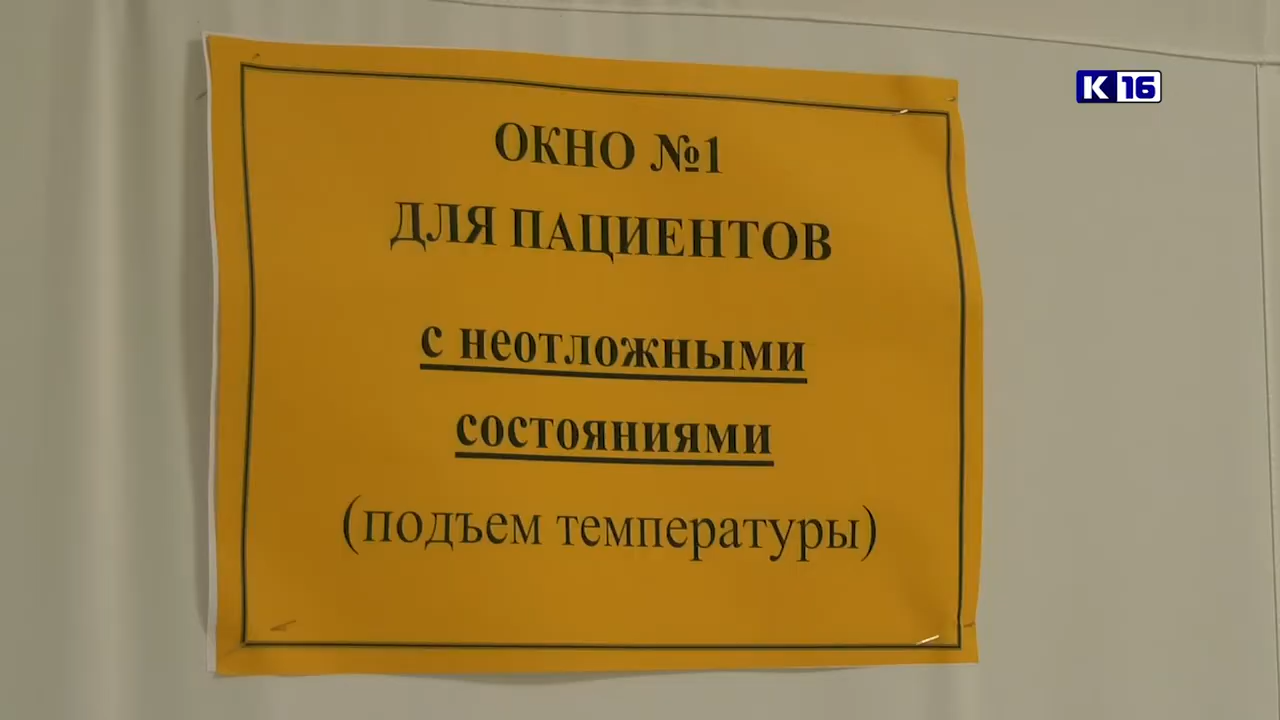 K 16
ОКНО №1
ДЛЯ ПАЦИЕНТОВ
с неотложными
состояниями
(подъем температуры)